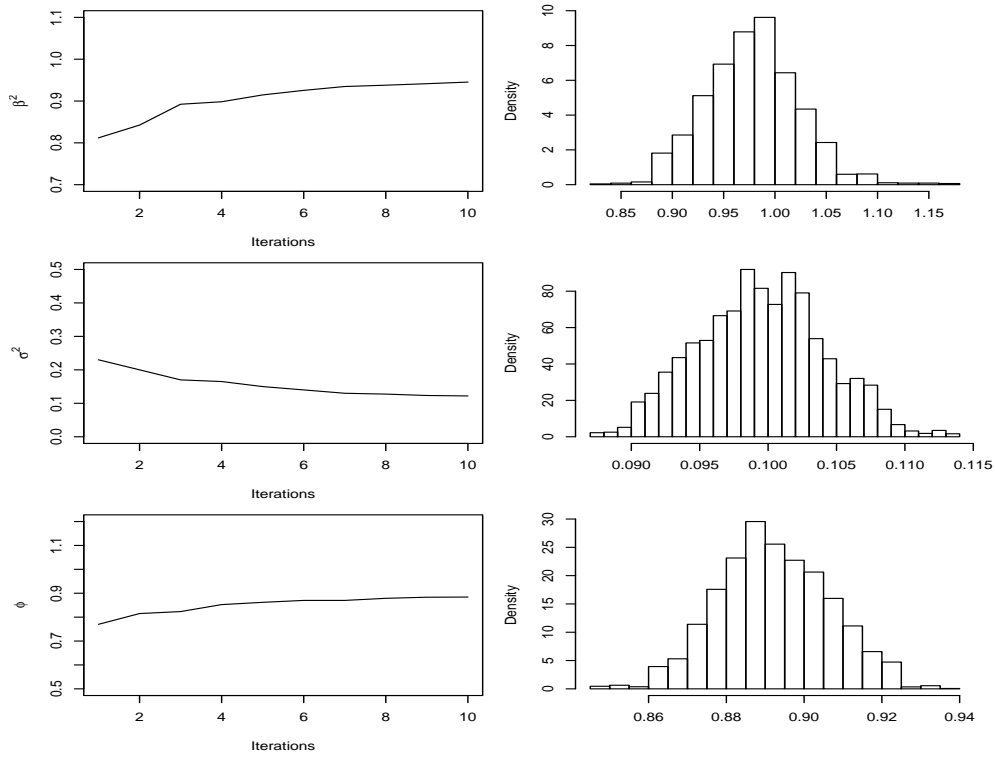 β²
0.7 0.8 0.9 1.0 1.1
2 4 6 8 10
Iterations
Density
0 2 4 6 8 10
0.85 0.90 0.95 1.00 1.05 1.10 1.15
σ²
0.0 0.1 0.2 0.3 0.4 0.5
2 4 6 8 10
Iterations
Density
0 20 40 60 80
0.090 0.095 0.100 0.105 0.110 0.115
ϕ
0.5 0.7 0.9 1.1
2 4 6 8 10
Iterations
Density
0 5 10 15 20 25 30
0.86 0.88 0.90 0.92 0.94